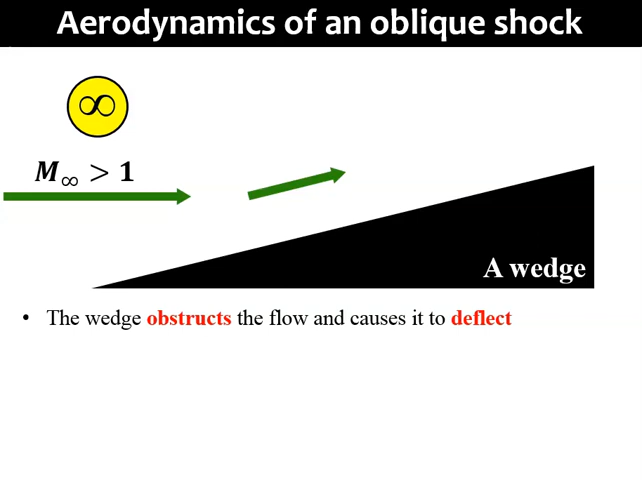 Aerodynamics of an oblique shock
∞
M∞ > 1
A wedge
• The wedge obstructs the flow and causes it to deflect